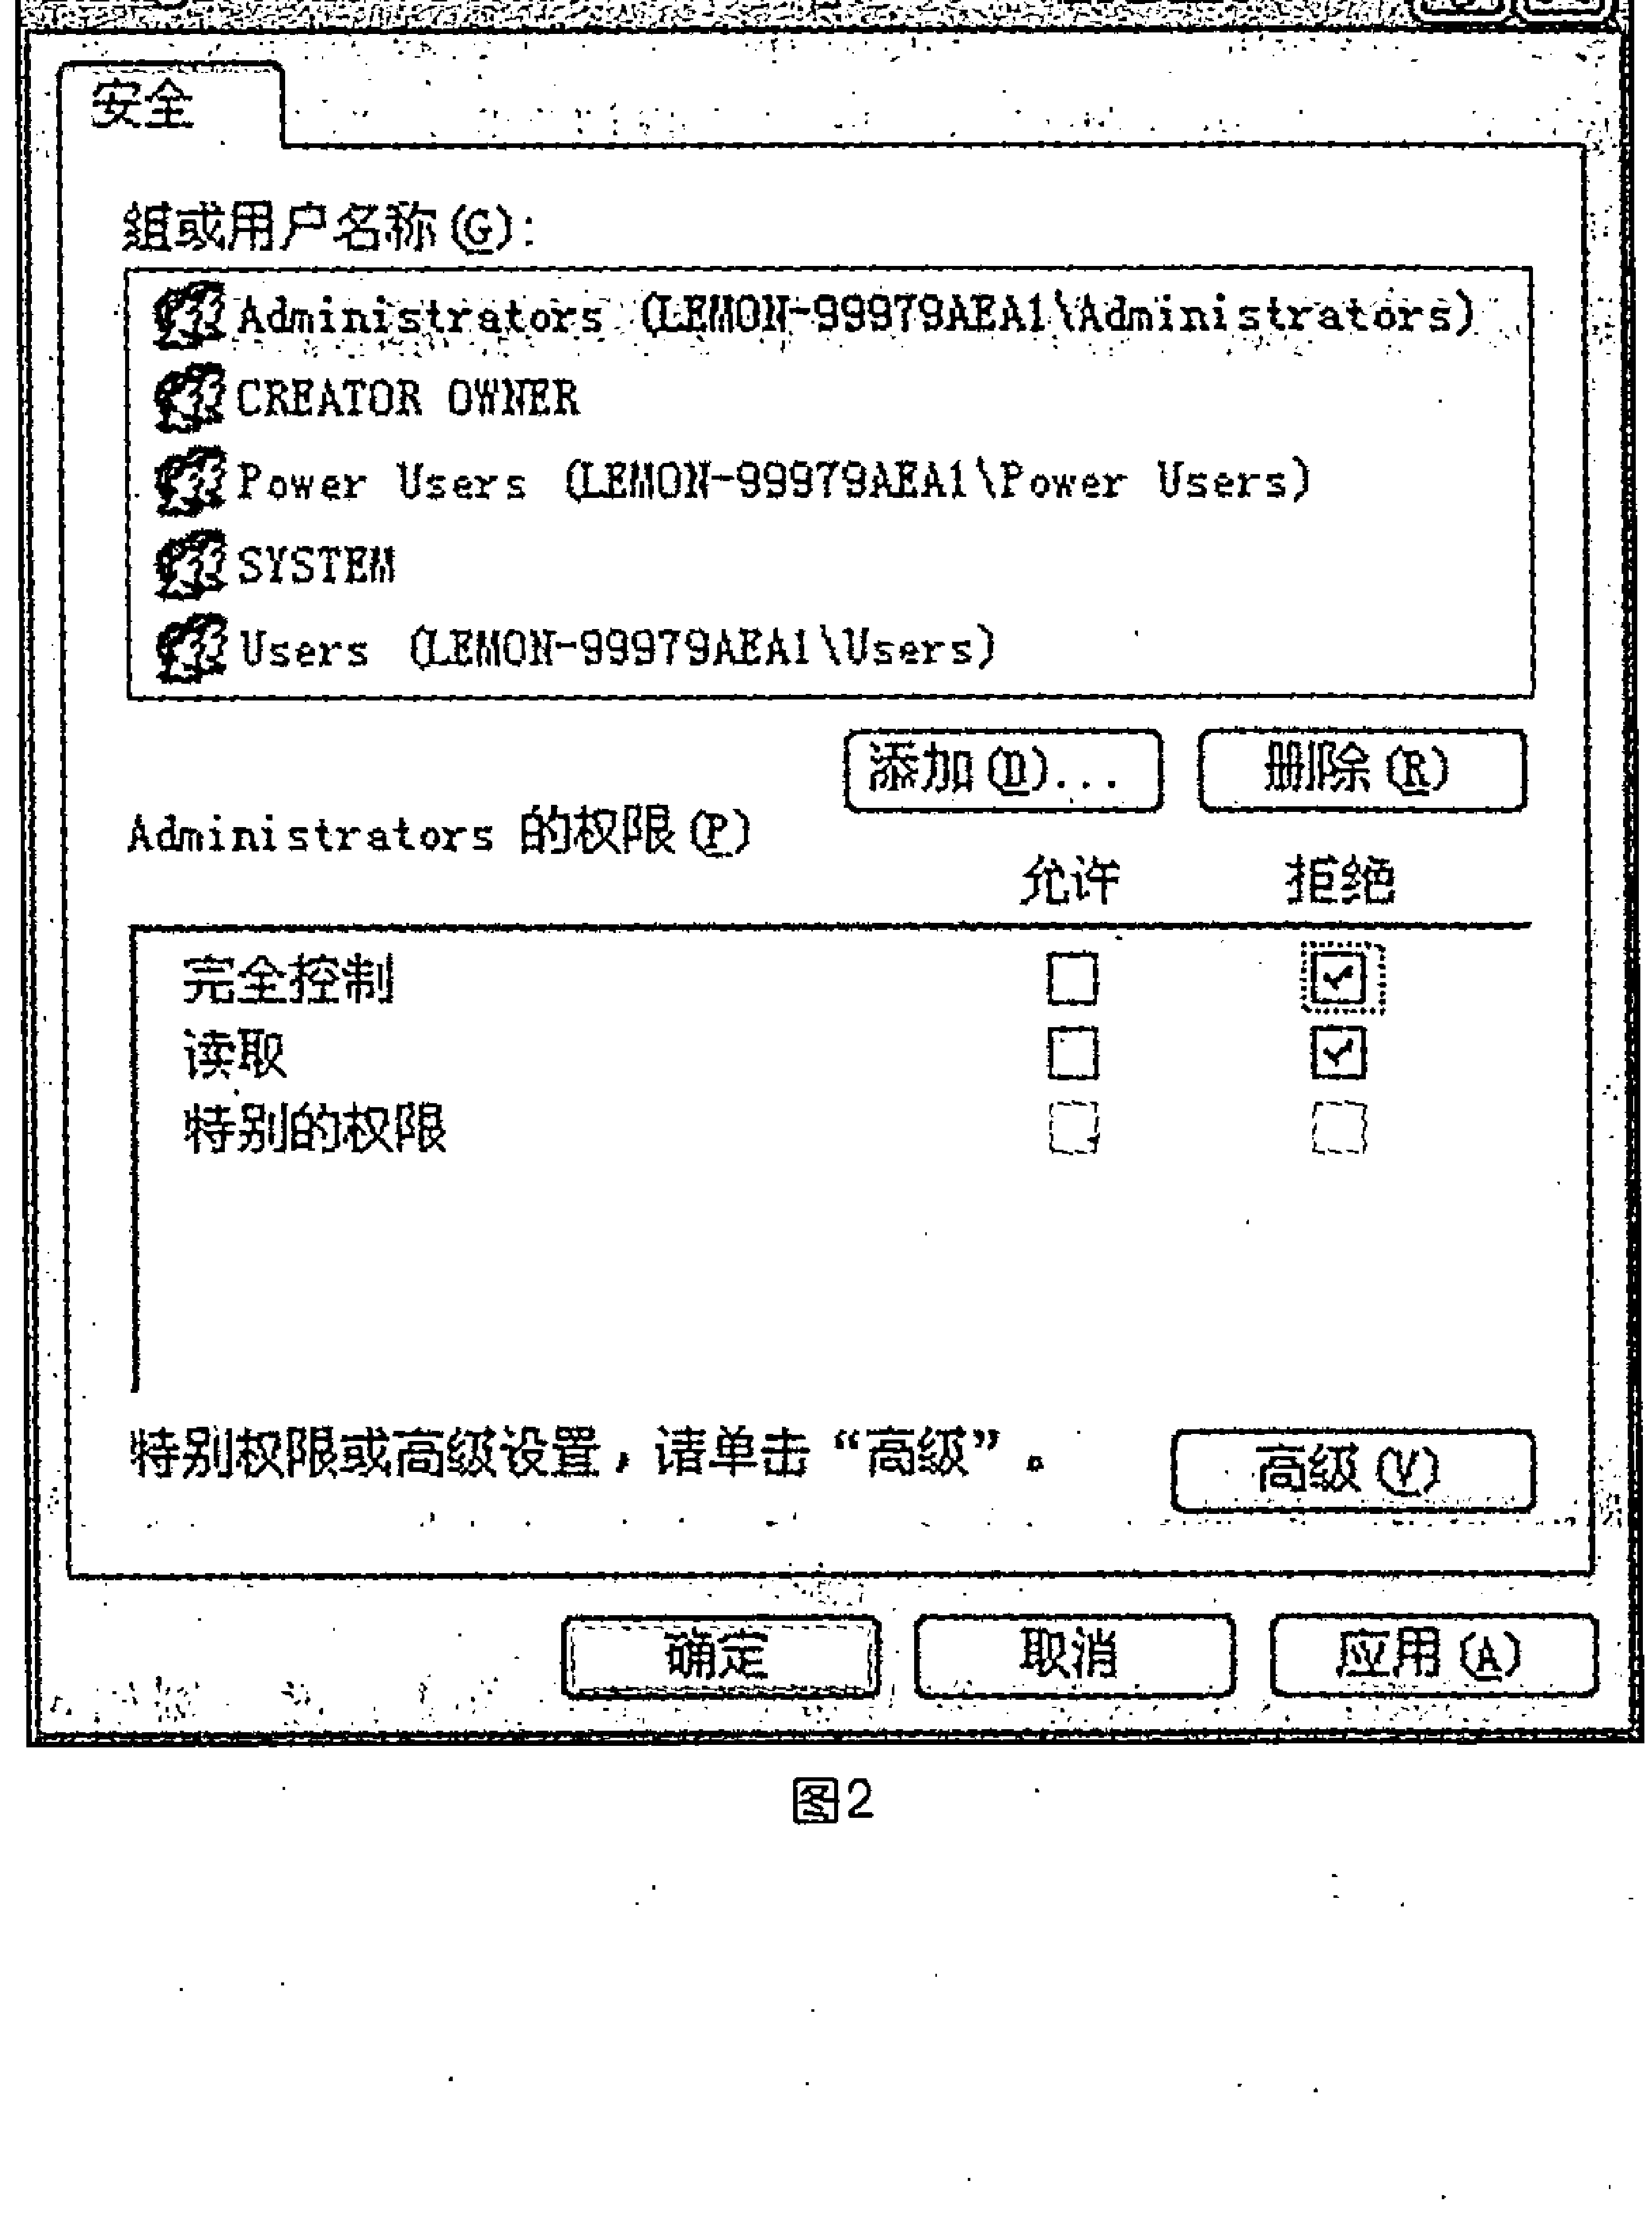 安全
组或用户名称(G):
Administrators (LEMON-99979AEA1\Administrators)
CREATOR OWNER
Power Users (LEMON-99979AEA1\Power Users)
SYSTEM
Users (LEMON-99979AEA1\Users)
添加(D)... 删除(R)
Administrators 的权限(P)
允许 拒绝
完全控制
读取
特别的权限
特别权限或高级设置，请单击“高级”。 高级(V)
确定 取消 应用(A)
图2